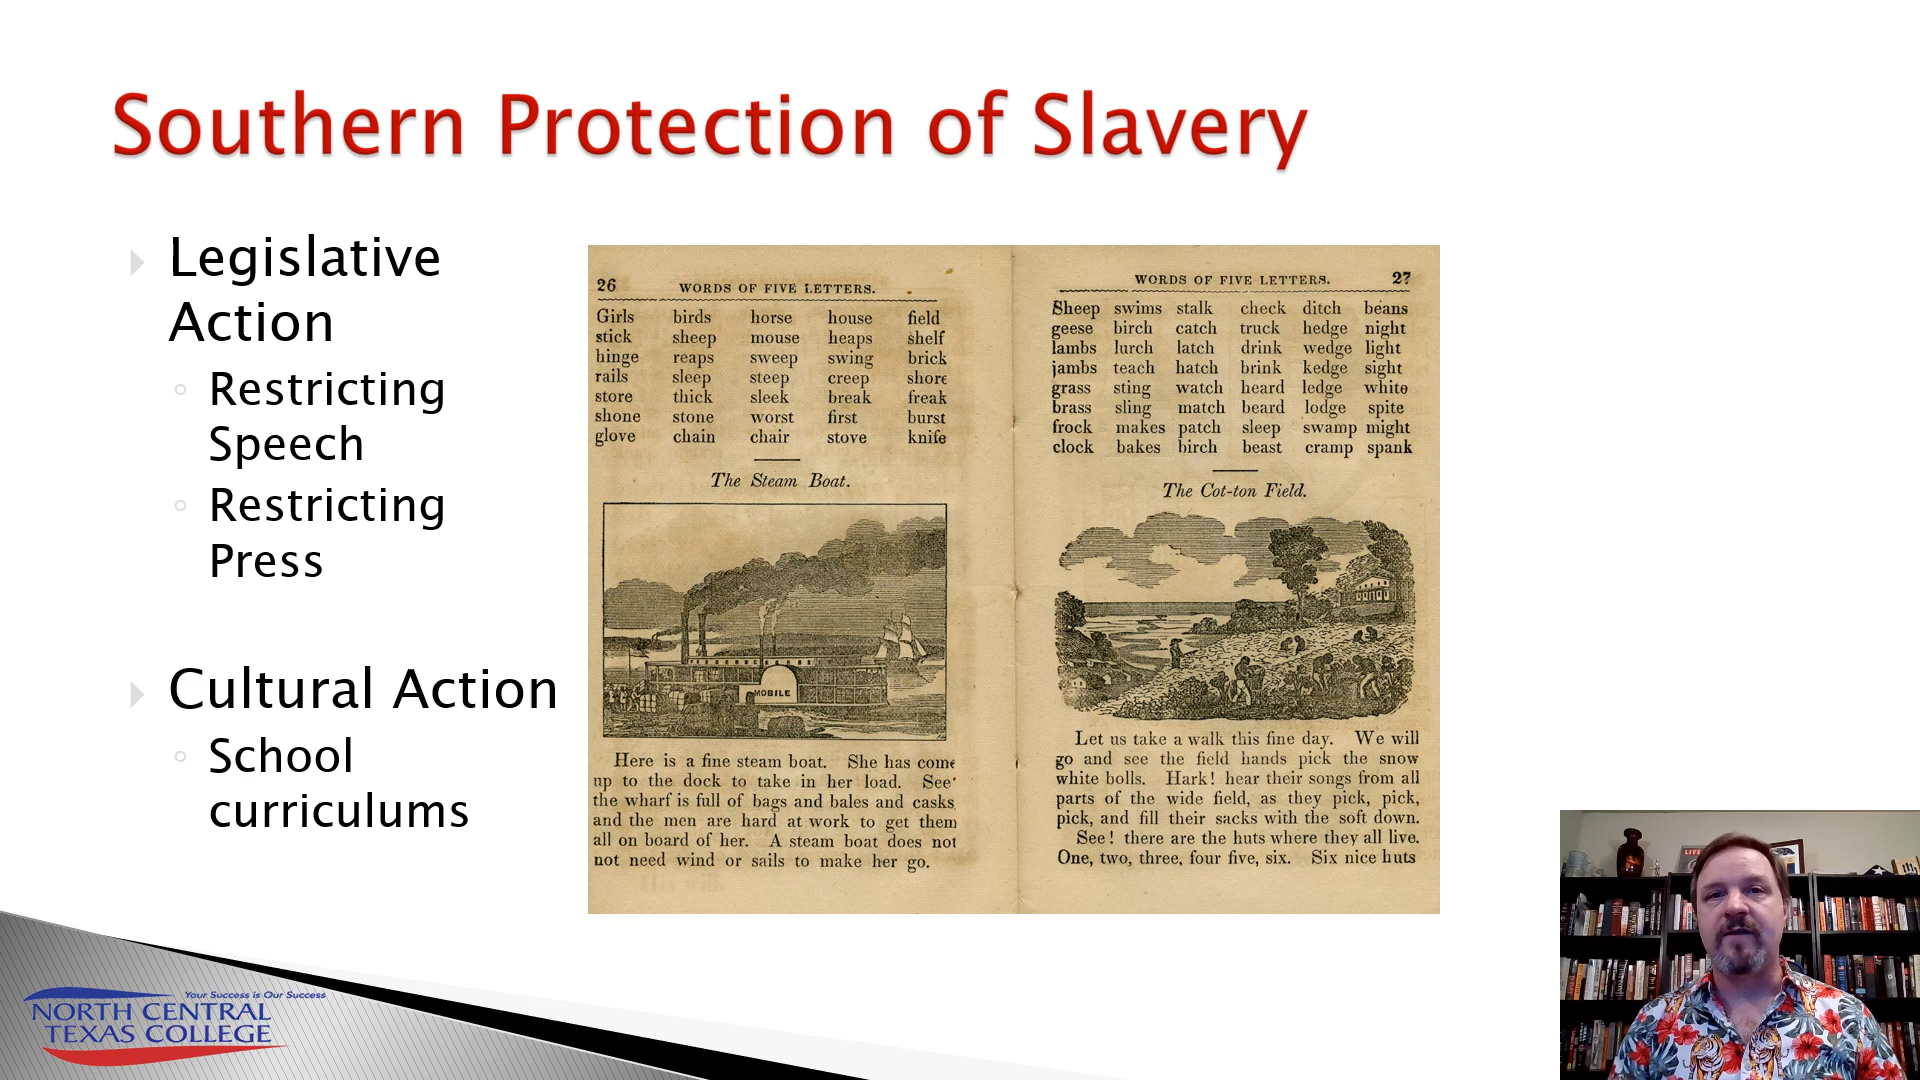 Southern Protection of Slavery
Legislative
Action
Restricting
Speech
Restricting
Press
Cultural Action
School
curriculums
26 WORDS OF FIVE LETTERS.
Girls birds horse house field
stick sheep mouse heaps shelf
hinge reaps sweep swing brick
rails sleep steep creep shore
store thick sleek break freak
shone stone worst first burst
glove chain chair stove knife
The Steam Boat.
MOBILE
Here is a fine steam boat. She has come
up to the dock to take in her load. See
the wharf is full of bags and bales and casks
and the men are hard at work to get them
all on board of her. A steam boat does not
not need wind or sails to make her go.
WORDS OF FIVE LETTERS. 27
Sheep swims stalk check ditch beans
geese birch catch truck hedge night
lambs lurch latch drink wedge light
jambs teach hatch brink kedge sight
grass sting watch heard ledge white
brass sling match beard lodge spite
frock makes patch sleep swamp might
clock bakes birch beast cramp spank
The Cot-ton Field.
Let us take a walk this fine day. We will
go and see the field hands pick the snow
white bolls. Hark! hear their songs from all
parts of the wide field, as they pick, pick,
pick, and fill their sacks with the soft down.
See! there are the huts where they all live.
One, two, three, four five, six. Six nice huts
Your Success is Our Success
NORTH CENTRAL
TEXAS COLLEGE
LIFE